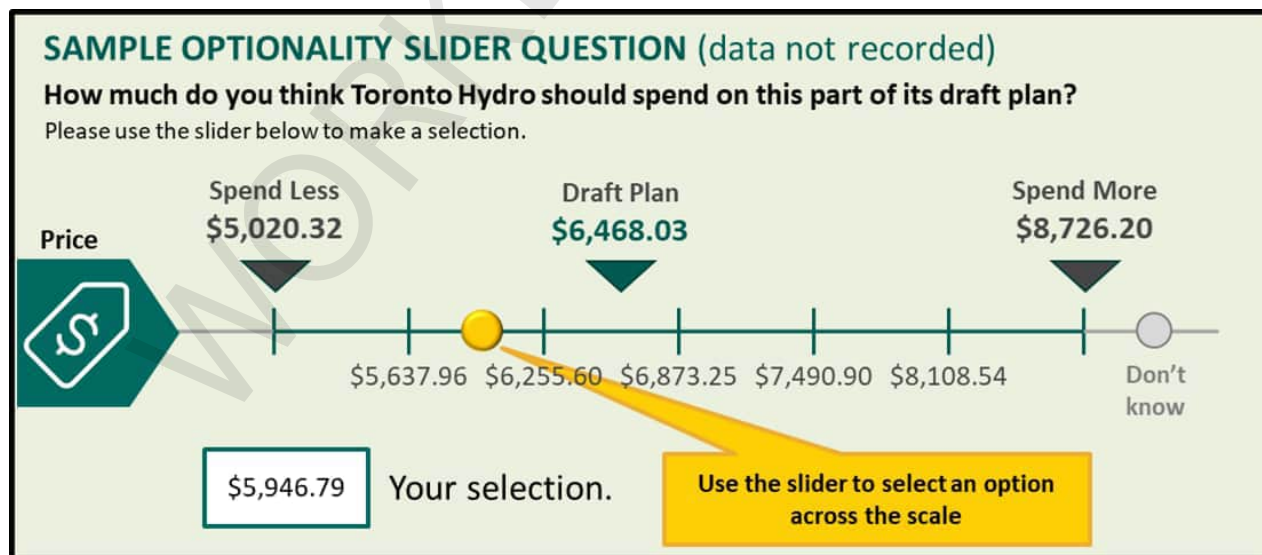 SAMPLE OPTIONALITY SLIDER QUESTION (data not recorded)
How much do you think Toronto Hydro should spend on this part of its draft plan?
Please use the slider below to make a selection.
Spend Less
$5,020.32
Draft Plan
$6,468.03
Spend More
$8,726.20
Price
$
$5,637.96 $6,255.60 $6,873.25 $7,490.90 $8,108.54
Don't
know
$5,946.79 Your selection.
Use the slider to select an option
across the scale
WORK